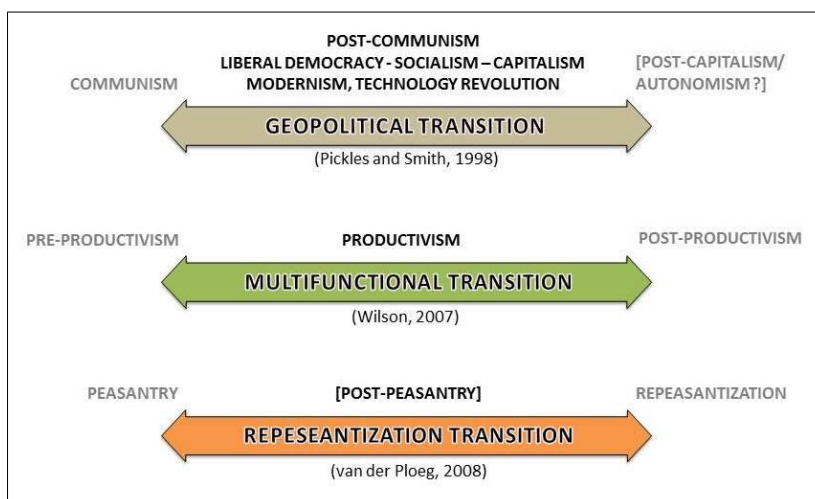 POST-COMMUNISM
LIBERAL DEMOCRACY - SOCIALISM – CAPITALISM
MODERNISM, TECHNOLOGY REVOLUTION
COMMUNISM
[POST-CAPITALISM/
AUTONOMISM ?]
GEOPOLITICAL TRANSITION
(Pickles and Smith, 1998)
PRE-PRODUCTIVISM
PRODUCTIVISM
POST-PRODUCTIVISM
MULTIFUNCTIONAL TRANSITION
(Wilson, 2007)
PEASANTRY
[POST-PEASANTRY]
REPEASANTIZATION
REPESEANTIZATION TRANSITION
(van der Ploeg, 2008)